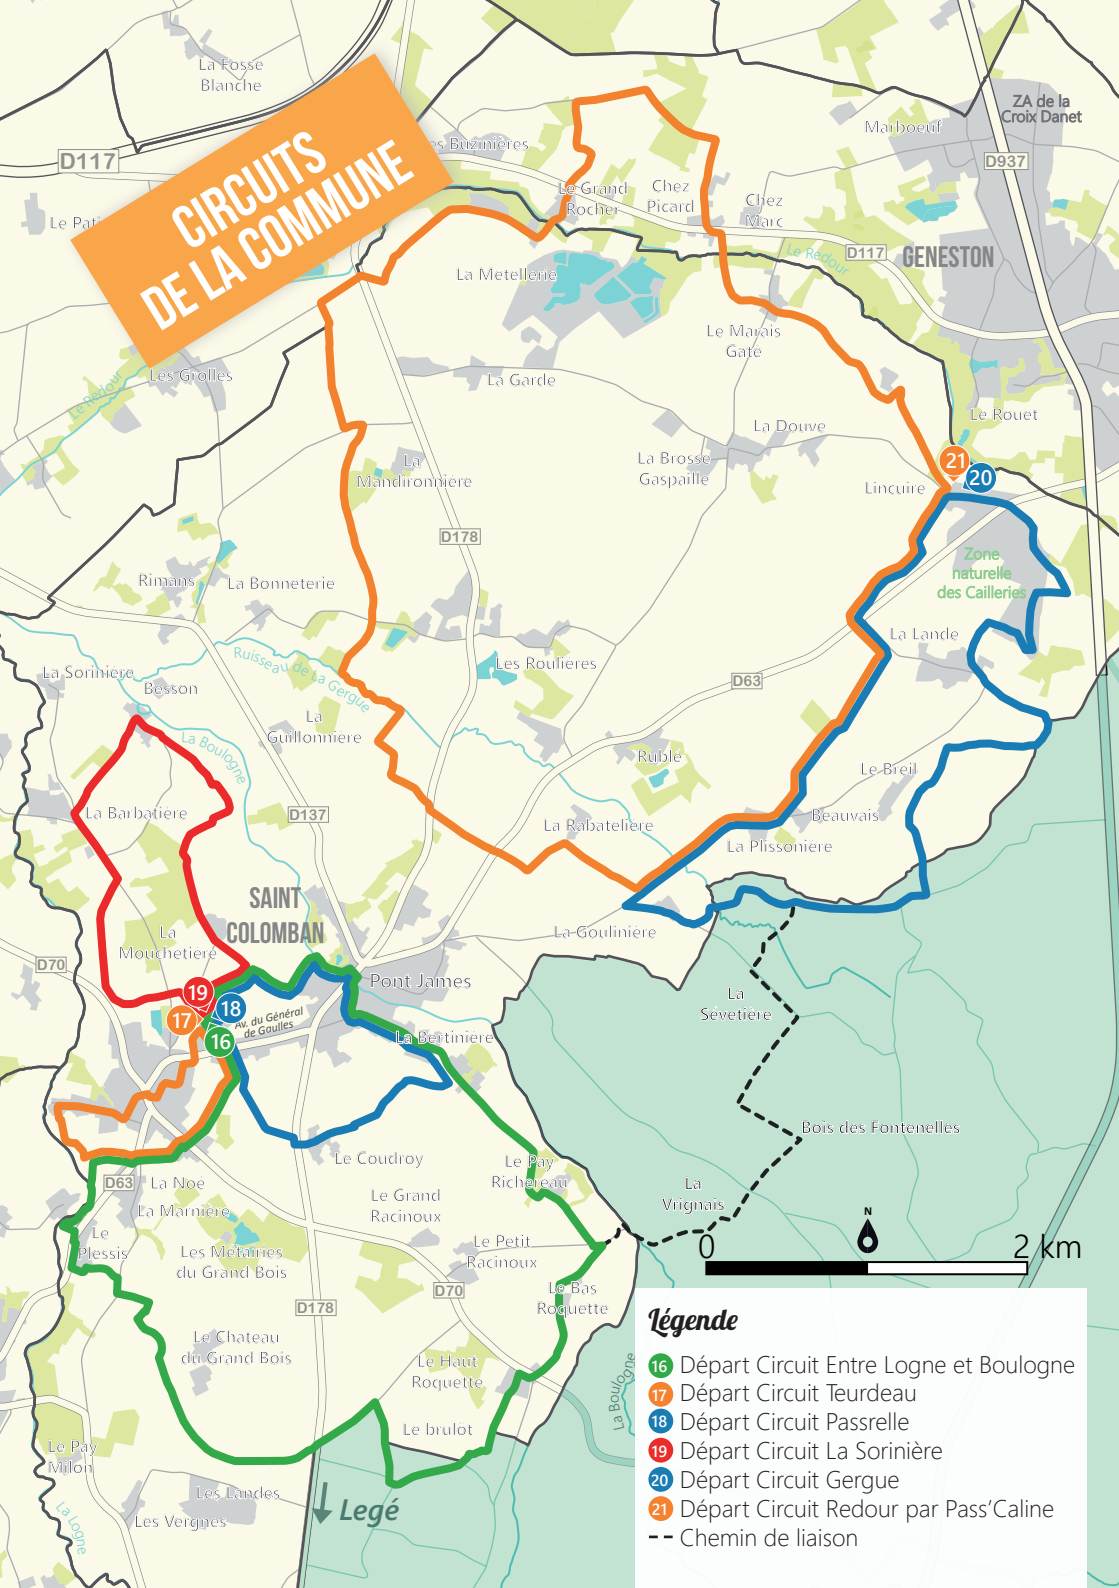 La Fosse
Blanche
ZA de la
Croix Danet
Marboeuf
D117
CIRCUITS
DE LA COMMUNE
es Buzinières
D937
Le Pat
Le Grand
Rocher
Chez
Picard
Chez
Marc
Le Redour
D117
GENESTON
La Metellerie
Le Marais
Gaté
Les Grolles
Le Redour
La Garde
Le Rouet
La Douve
La
Mandironnière
La Brosse
Gaspaille
21
20
Lincuire
D178
Zone
naturelle
des Cailleries
Rimans
La Bonneterie
La Lande
Ruisseau de La Gergue
Les Roulières
La Sorinière
Besson
D63
La
Guillonnière
La Boulogne
Rublé
Le Breil
La Barbatière
D137
Beauvais
La Rabatelière
La Plissonière
SAINT
COLOMBAN
La
Mouchetière
La Goulinière
D70
Pont James
19
18
17
16
Av. du Général
de Gaulles
La Sévetière
La Bertinière
Bois des Fontenelles
Le Coudroy
Le Pay
Richereau
D63
La Noé
La Marnière
Le Grand
Racinoux
La
Vrignais
Le
Plessis
Les Métairies
du Grand Bois
Le Petit
Racinoux
N
0
2 km
D70
D178
Le Bas
Roquette
Le Chateau
du Grand Bois
Le Haut
Roquette
La Boulogne
Le brulot
Le Pay
Milon
Les Landes
Les Vergnes
La Logne
Legé
Légende
16 Départ Circuit Entre Logne et Boulogne
17 Départ Circuit Teurdeau
18 Départ Circuit Passrelle
19 Départ Circuit La Sorinière
20 Départ Circuit Gergue
21 Départ Circuit Redour par Pass'Caline
Chemin de liaison